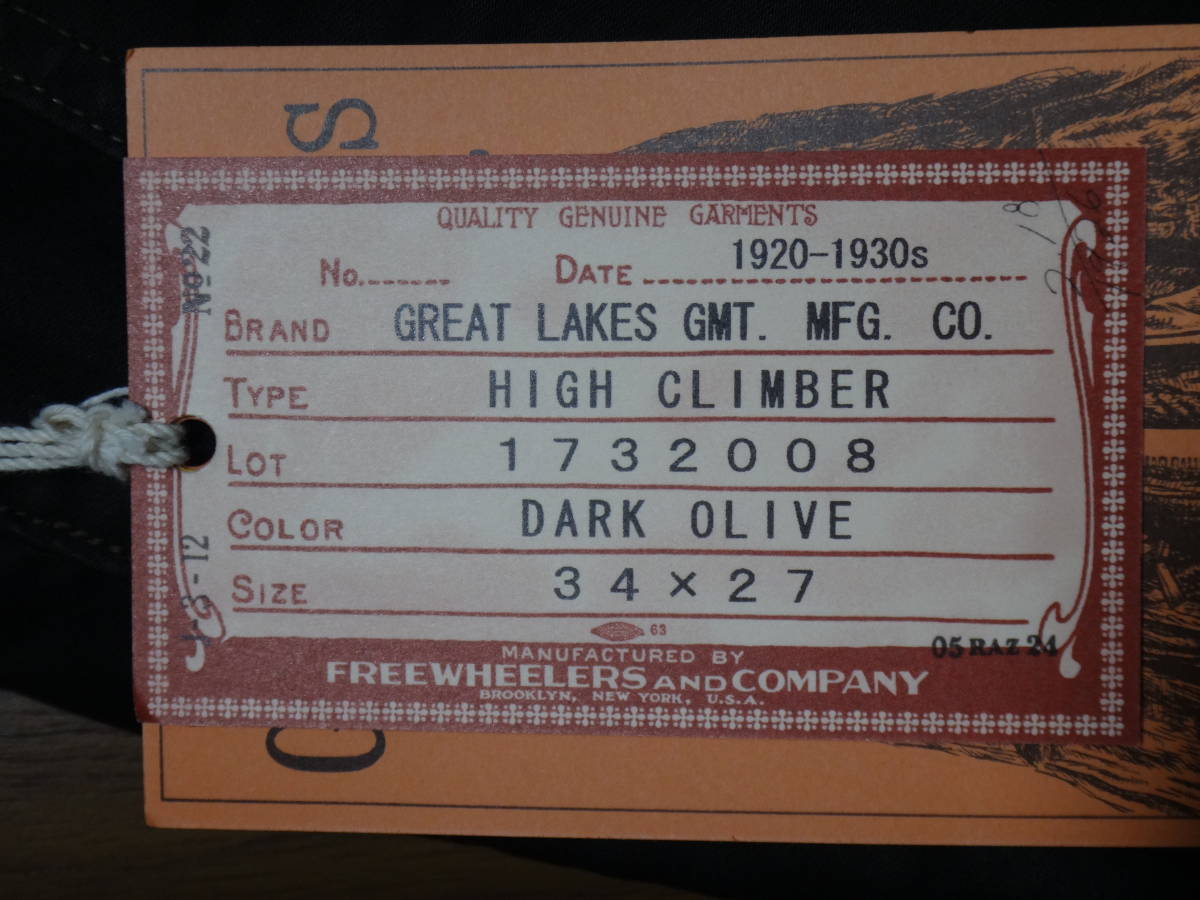 S
QUALITY GENUINE GARMENTS
No.
DATE 1920-1930s
BRAND GREAT LAKES GMT. MFG. CO.
TYPE HIGH CLIMBER
LOT 1732008
COLOR DARK OLIVE
SIZE 34×27
63
MANUFACTURED BY
FREEWHEELERS AND COMPANY
BROOKLYN, NEW YORK, U.S.A.
05 RAZ 24
No 22
J-3-12